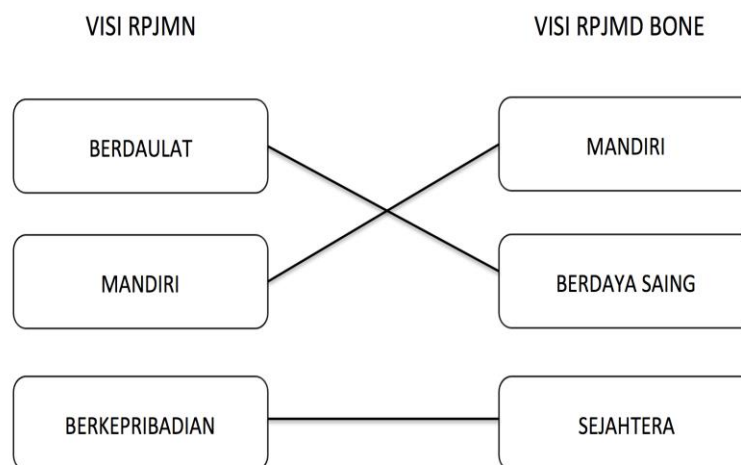 VISI RPJMN
VISI RPJMD BONE
BERDAULAT
MANDIRI
MANDIRI
BERDAYA SAING
BERKEPRIBADIAN
SEJAHTERA